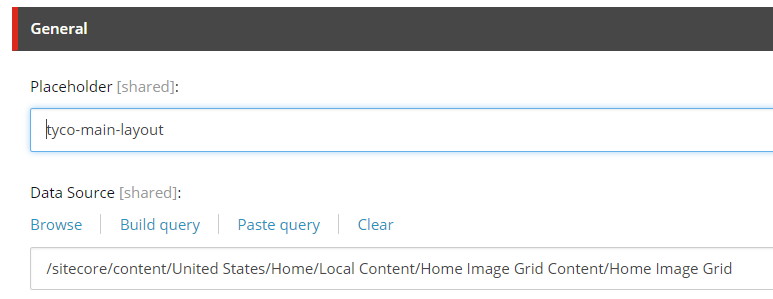 General
Placeholder [shared]:
tyco-main-layout
Data Source [shared]:
Browse Build query Paste query Clear
/sitecore/content/United States/Home/Local Content/Home Image Grid Content/Home Image Grid